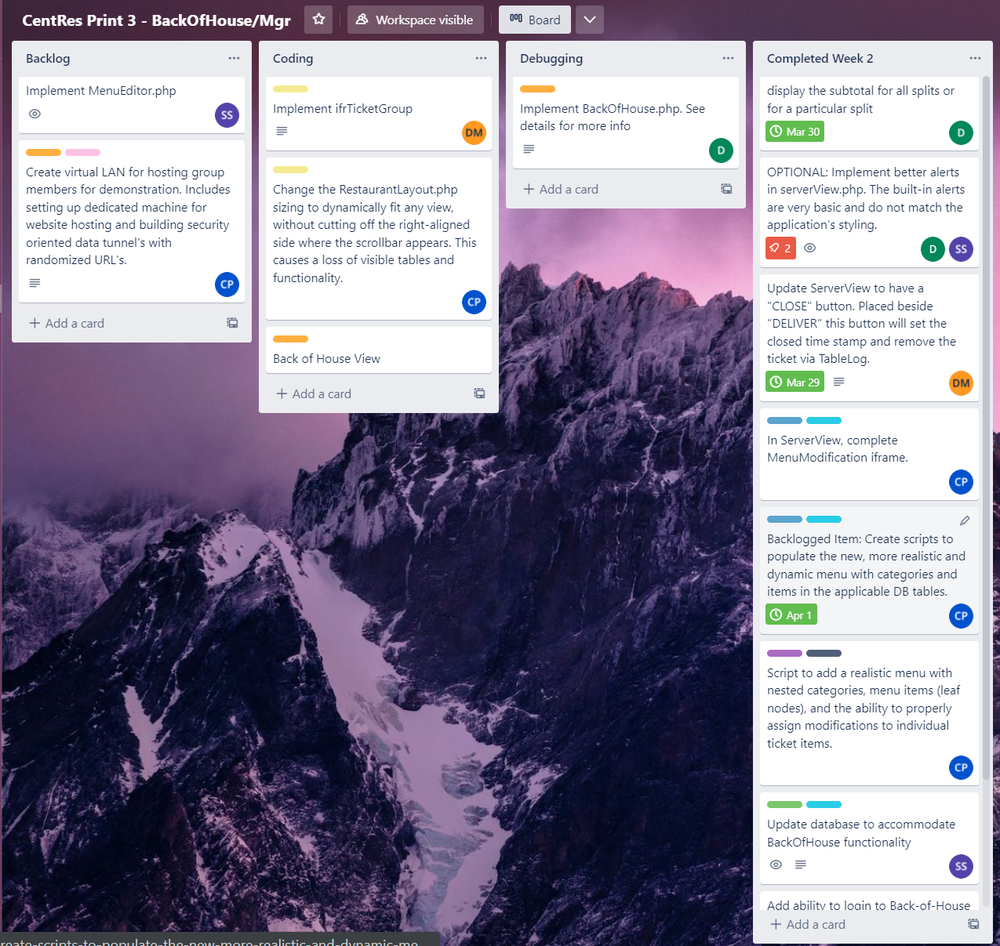 CentRes Print 3 - BackOfHouse/Mgr
Workspace visible
Board
Backlog
Implement MenuEditor.php
SS
Create virtual LAN for hosting group
members for demonstration. Includes
setting up dedicated machine for
website hosting and building security
oriented data tunnel's with
randomized URL's.
CP
Add a card
Coding
Implement ifrTicketGroup
DM
Change the RestaurantLayout.php
sizing to dynamically fit any view,
without cutting off the right-aligned
side where the scrollbar appears. This
causes a loss of visible tables and
functionality.
CP
Back of House View
Add a card
Debugging
Implement BackOfHouse.php. See
details for more info
D
Add a card
Completed Week 2
display the subtotal for all splits or
for a particular split
Mar 30
D
OPTIONAL: Implement better alerts
in serverView.php. The built-in alerts
are very basic and do not match the
application's styling.
2
D
SS
Update ServerView to have a
"CLOSE" button. Placed beside
"DELIVER" this button will set the
closed time stamp and remove the
ticket via TableLog.
Mar 29
DM
In ServerView, complete
MenuModification iframe.
CP
Backlogged Item: Create scripts to
populate the new, more realistic and
dynamic menu with categories and
items in the applicable DB tables.
Apr 1
CP
Script to add a realistic menu with
nested categories, menu items (leaf
nodes), and the ability to properly
assign modifications to individual
ticket items.
CP
Update database to accommodate
BackOfHouse functionality
SS
Add ability to login to Back-of-House
Add a card
reate-scripts-to-populate-the-new-more-realistic-and-dynamic-me